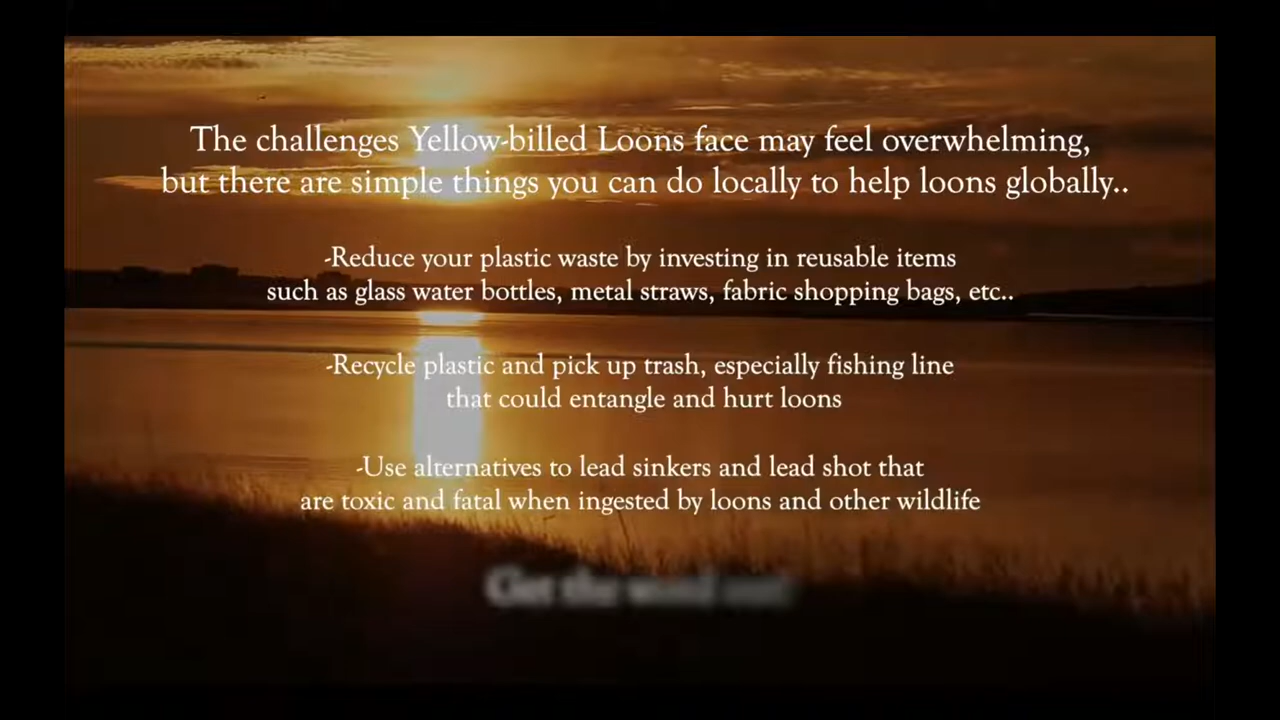 The challenges Yellow-billed Loons face may feel overwhelming,
but there are simple things you can do locally to help loons globally..
-Reduce your plastic waste by investing in reusable items
such as glass water bottles, metal straws, fabric shopping bags, etc..
-Recycle plastic and pick up trash, especially fishing line
that could entangle and hurt loons
-Use alternatives to lead sinkers and lead shot that
are toxic and fatal when ingested by loons and other wildlife
Get the word out!